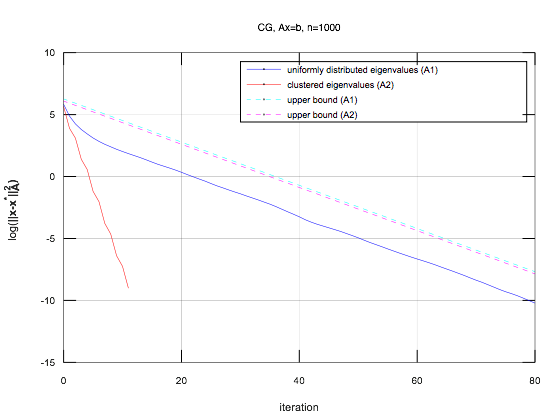 CG, Ax=b, n=1000
10
uniformly distributed eigenvalues (A1)
clustered eigenvalues (A2)
upper bound (A1)
upper bound (A2)
5
0
-5
-10
-15
log(||x-x*||²A)
0
20
40
60
80
iteration